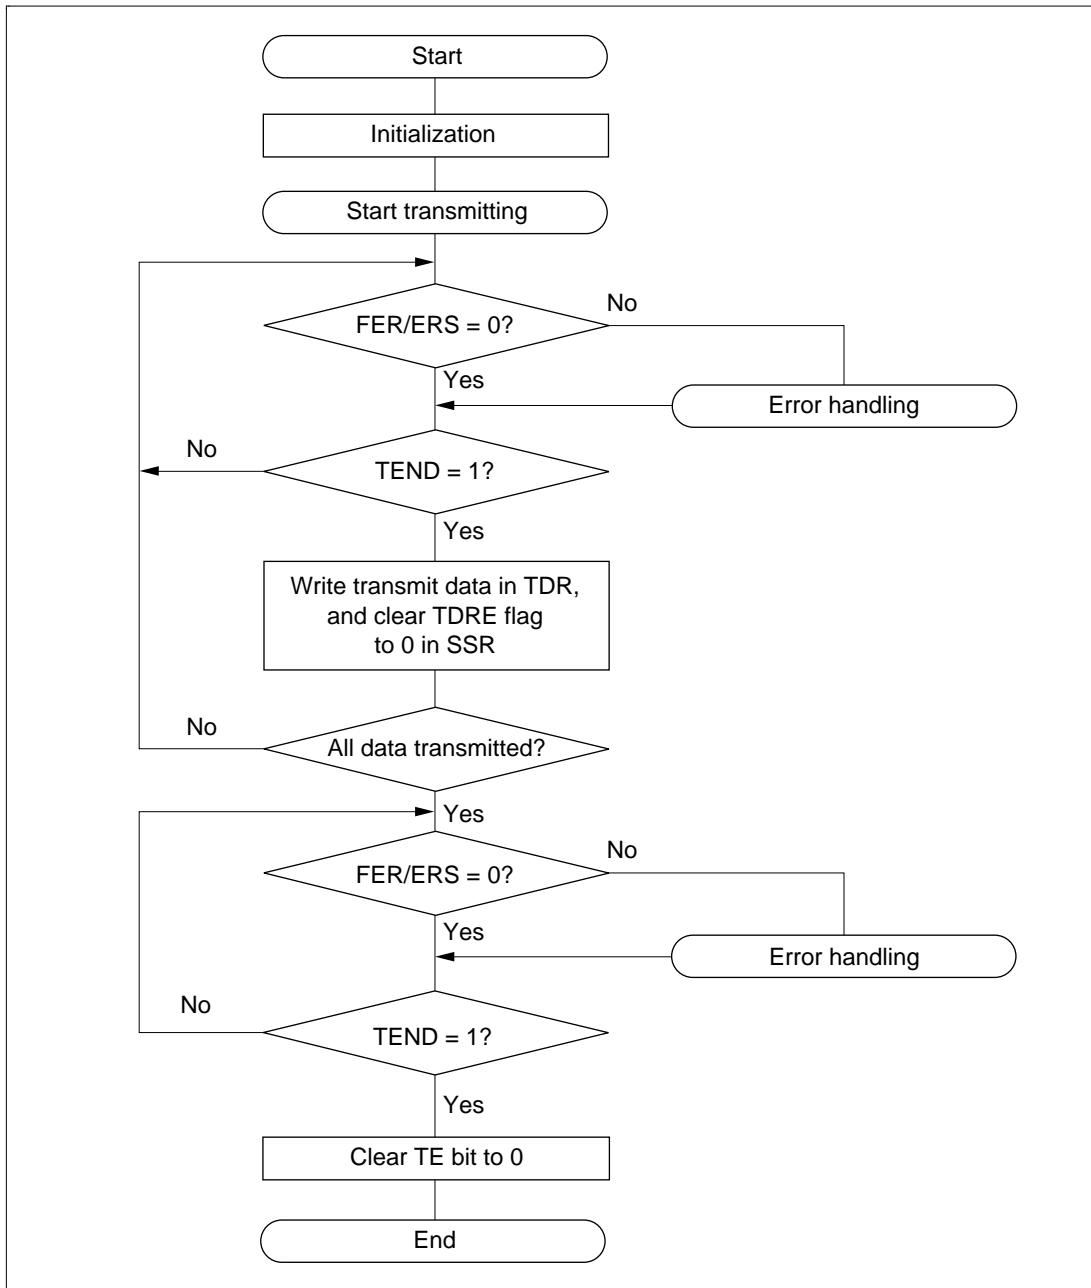 Start
Initialization
Start transmitting
FER/ERS = 0?
No
Yes
Error handling
No
TEND = 1?
Yes
Write transmit data in TDR,
and clear TDRE flag
to 0 in SSR
No
All data transmitted?
Yes
FER/ERS = 0?
No
Yes
Error handling
No
TEND = 1?
Yes
Clear TE bit to 0
End